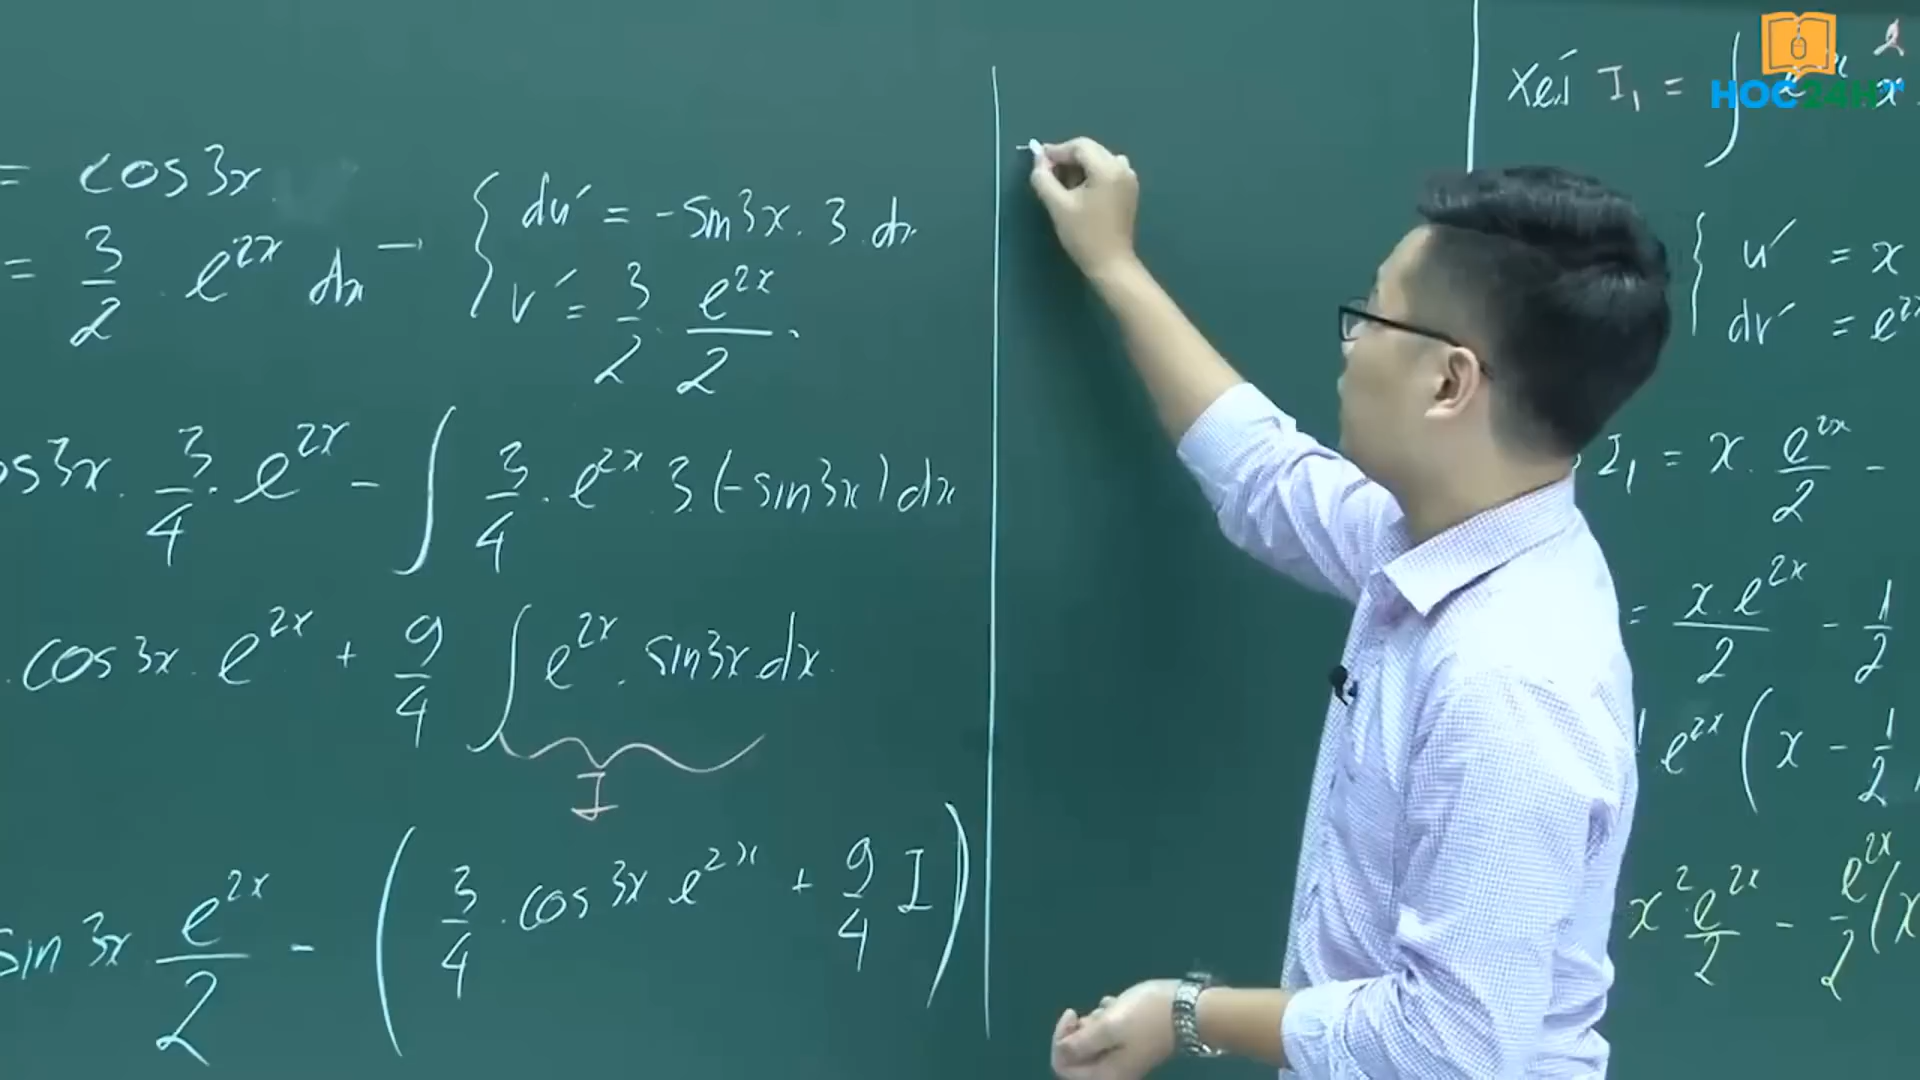 = cos3x
= 3/2 . e^{2x} dx → { du' = -sin3x . 3 . dx
v' = 3/2 . e^{2x}/2 .
os3x . 3/4 . e^{2x} - ∫ 3/4 . e^{2x} . 3 . (-sin3x) dx
. cos3x . e^{2x} + 9/4 ∫ e^{2x} . sin3x dx .
I
sin3x e^{2x}/2 - ( 3/4 . cos3x e^{2x} + 9/4 I )
Xét I₁ = ∫
HOC24H
{ u' = x
dv' = e^{2x}
I₁ = x . e^{2x}/2 -
= x . e^{2x}/2 - 1/2
e^{2x} ( x - 1/2
x² e^{2x}/2 - e^{2x}/2 (x